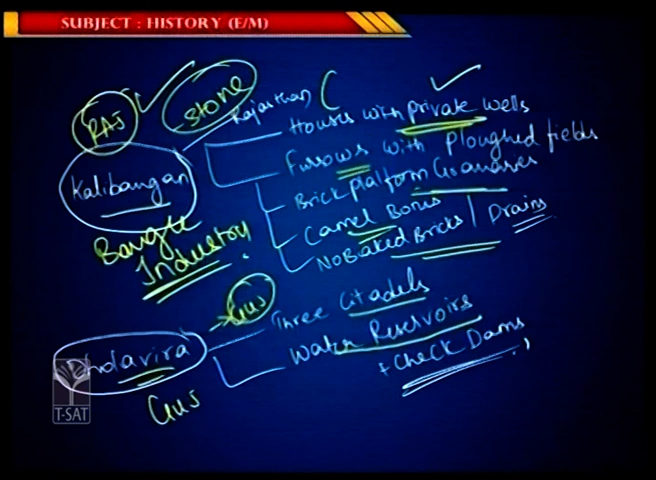 SUBJECT : HISTORY (E/M)
RAJ
Stone
Rajasthan (
Kalibangan
Houses with private wells
Furrows with Ploughed fields
Brick platform Granaries
Camel Bones
No Baked Bricks / Drains
Bangle
Industry
Guj
Three Citadels
Water Reservoirs
+ Check Dams
T-SAT
Guj